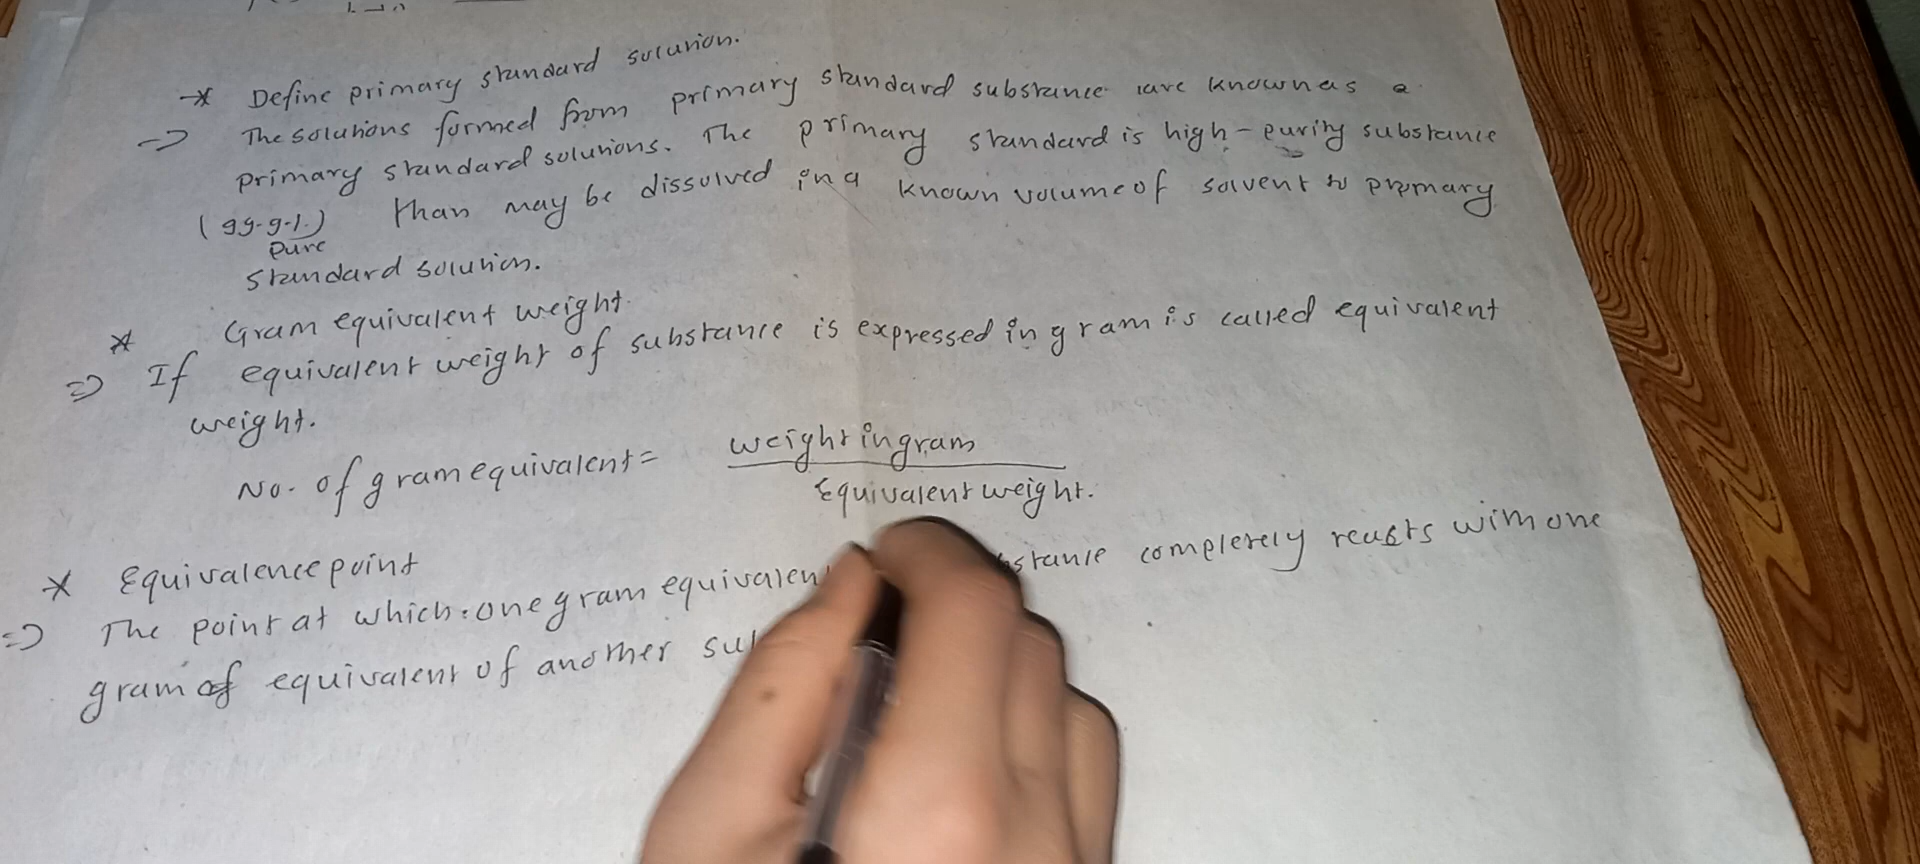 * Define primary standard solution.
→ The solutions formed from primary standard substance are known as a
primary standard solutions. The primary standard is high-purity substance
(99.9%) than may be dissolved in a known volume of solvent to primary
pure
standard solution.
* Gram equivalent weight.
⇒ If equivalent weight of substance is expressed in gram is called equivalent
weight.
No. of gram equivalent = weight in gram
Equivalent weight.
* Equivalence point
⇒ The point at which one gram equivalen stance completely reacts with one
gram of equivalent of another su